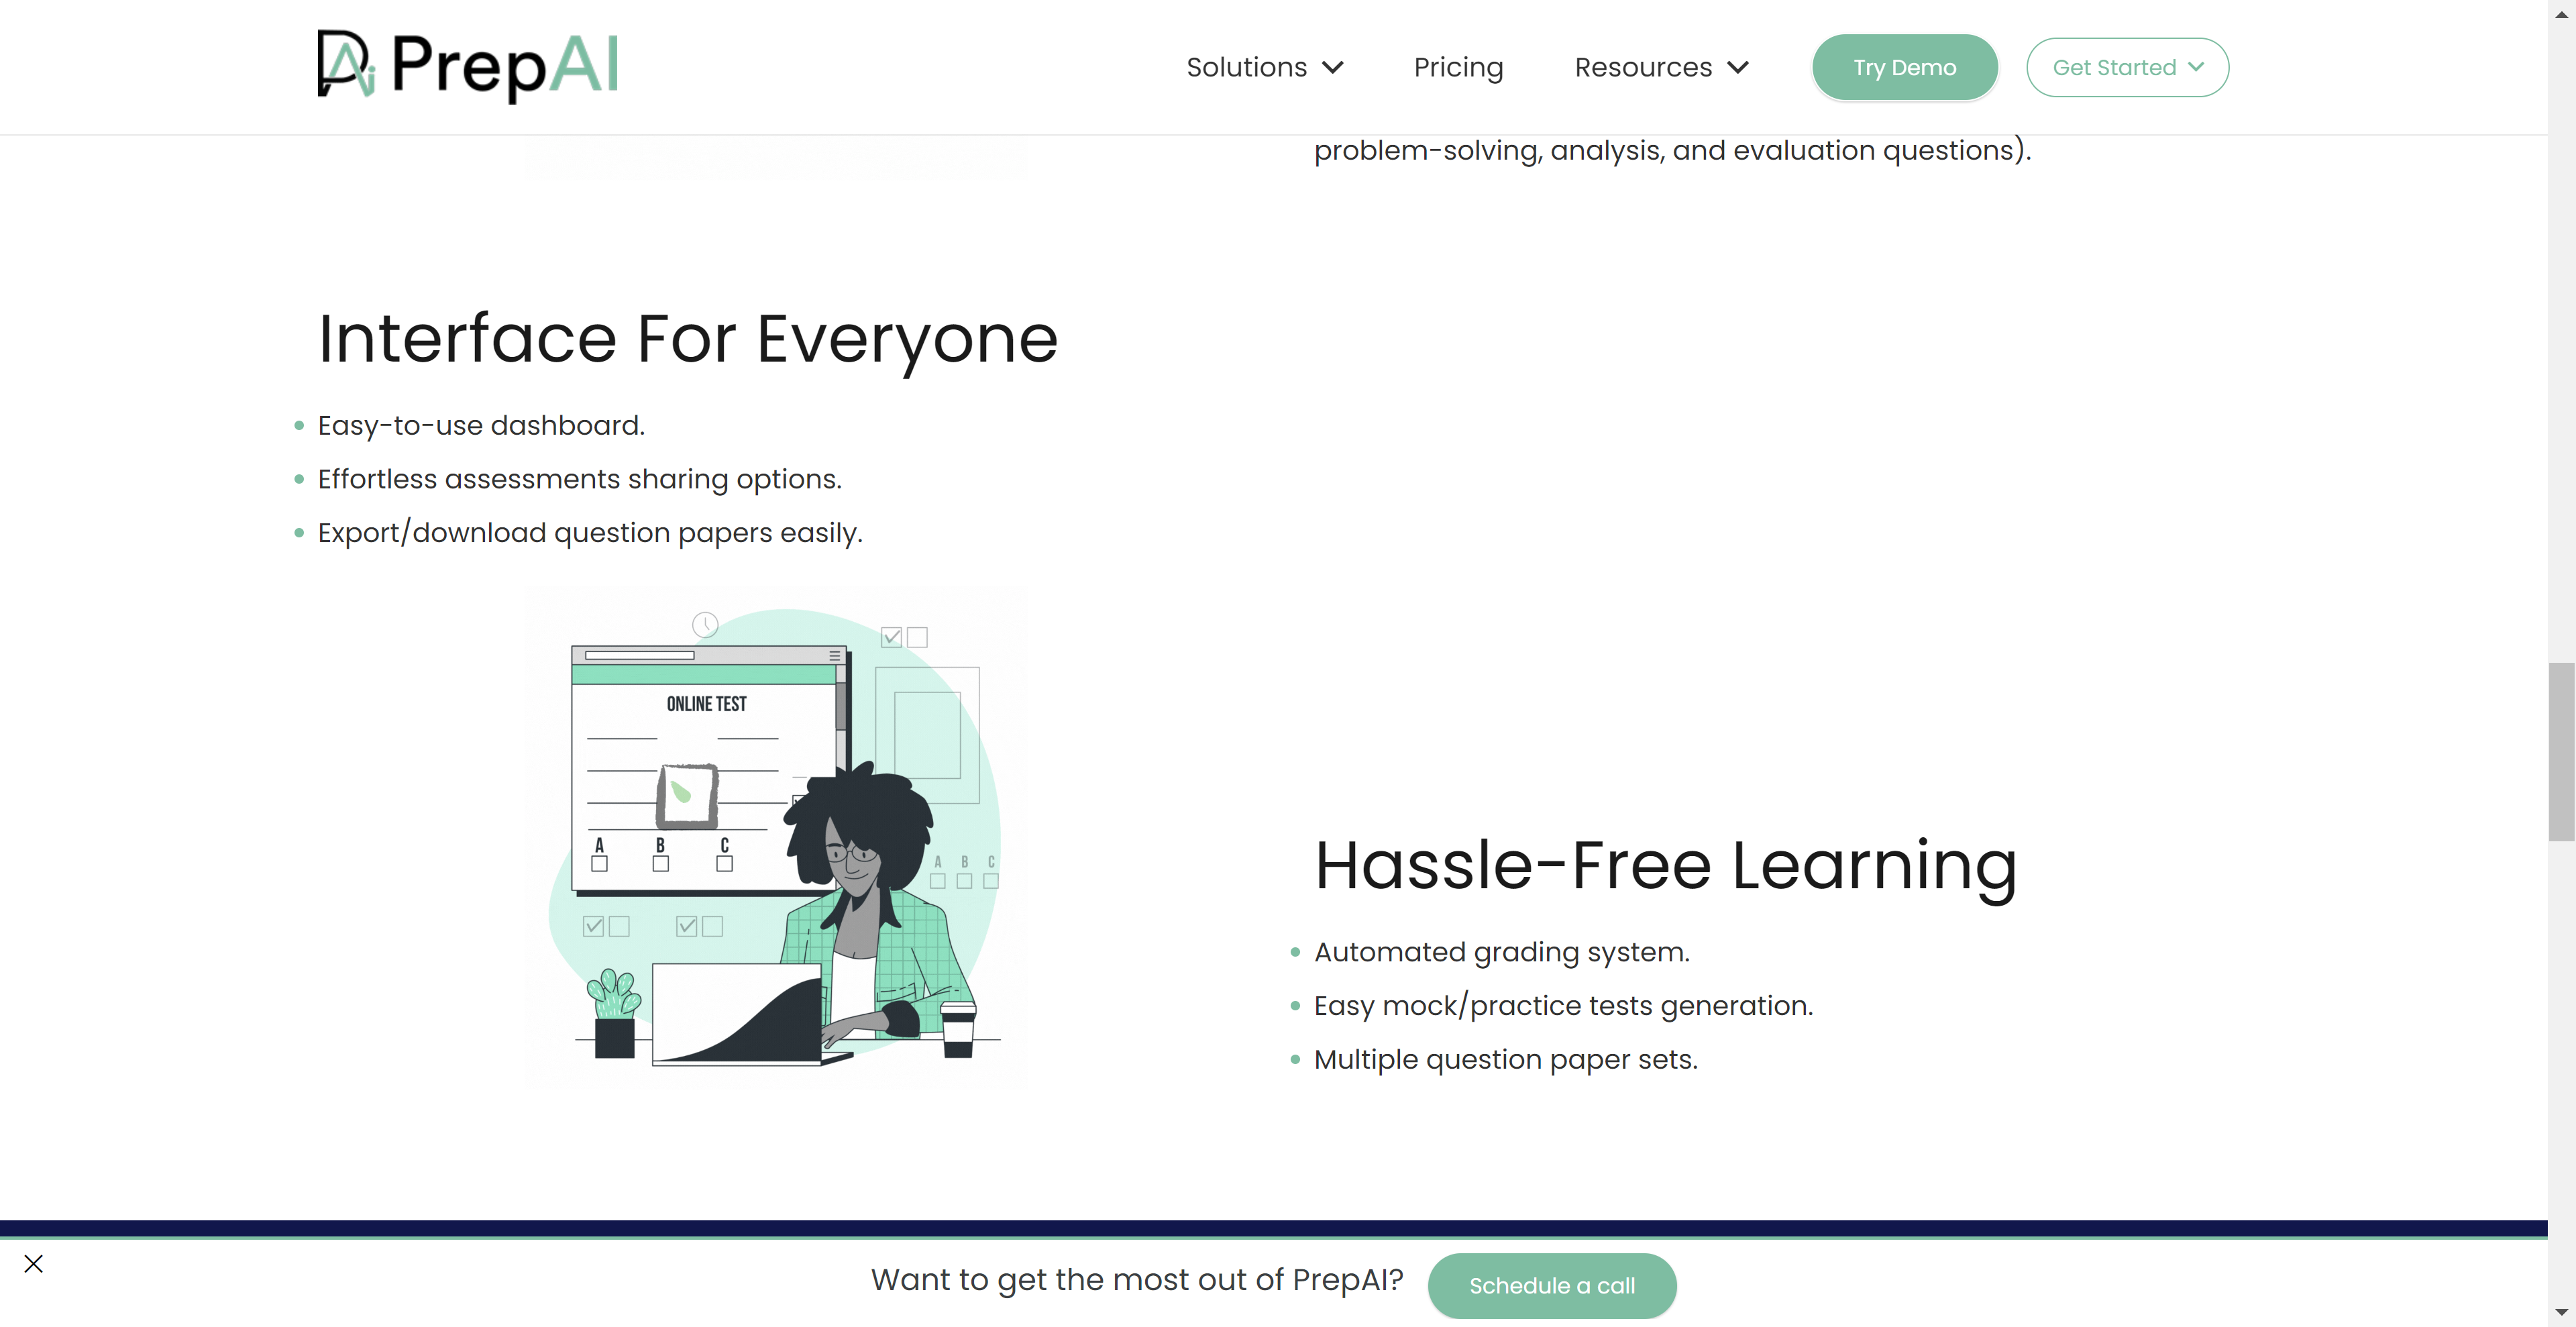 PrepAI
Solutions
Pricing
Resources
Try Demo
Get Started
problem-solving, analysis, and evaluation questions).
Interface For Everyone
Easy-to-use dashboard.
Effortless assessments sharing options.
Export/download question papers easily.
ONLINE TEST
A B C
A B C
Hassle-Free Learning
Automated grading system.
Easy mock/practice tests generation.
Multiple question paper sets.
Want to get the most out of PrepAI?
Schedule a call